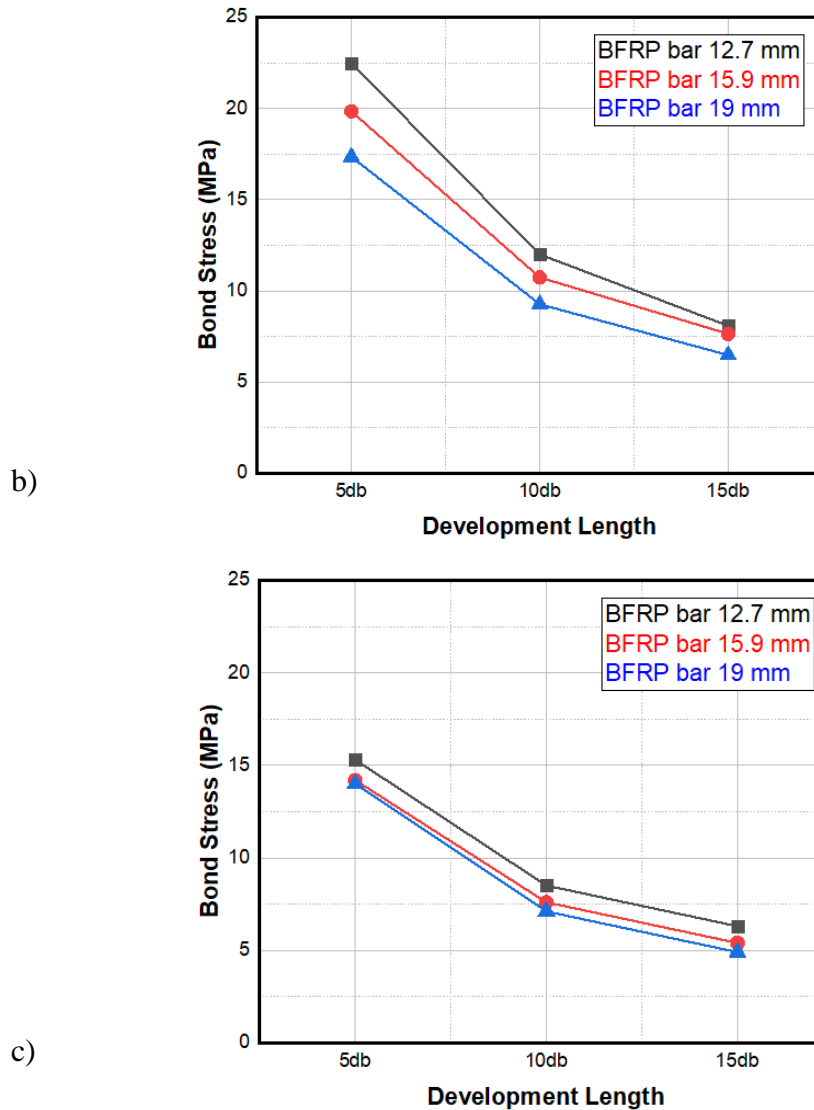 25
20
15
10
5
0
Bond Stress (MPa)
BFRP bar 12.7 mm
BFRP bar 15.9 mm
BFRP bar 19 mm
5db 10db 15db
Development Length
b)
25
20
15
10
5
0
Bond Stress (MPa)
BFRP bar 12.7 mm
BFRP bar 15.9 mm
BFRP bar 19 mm
5db 10db 15db
Development Length
c)